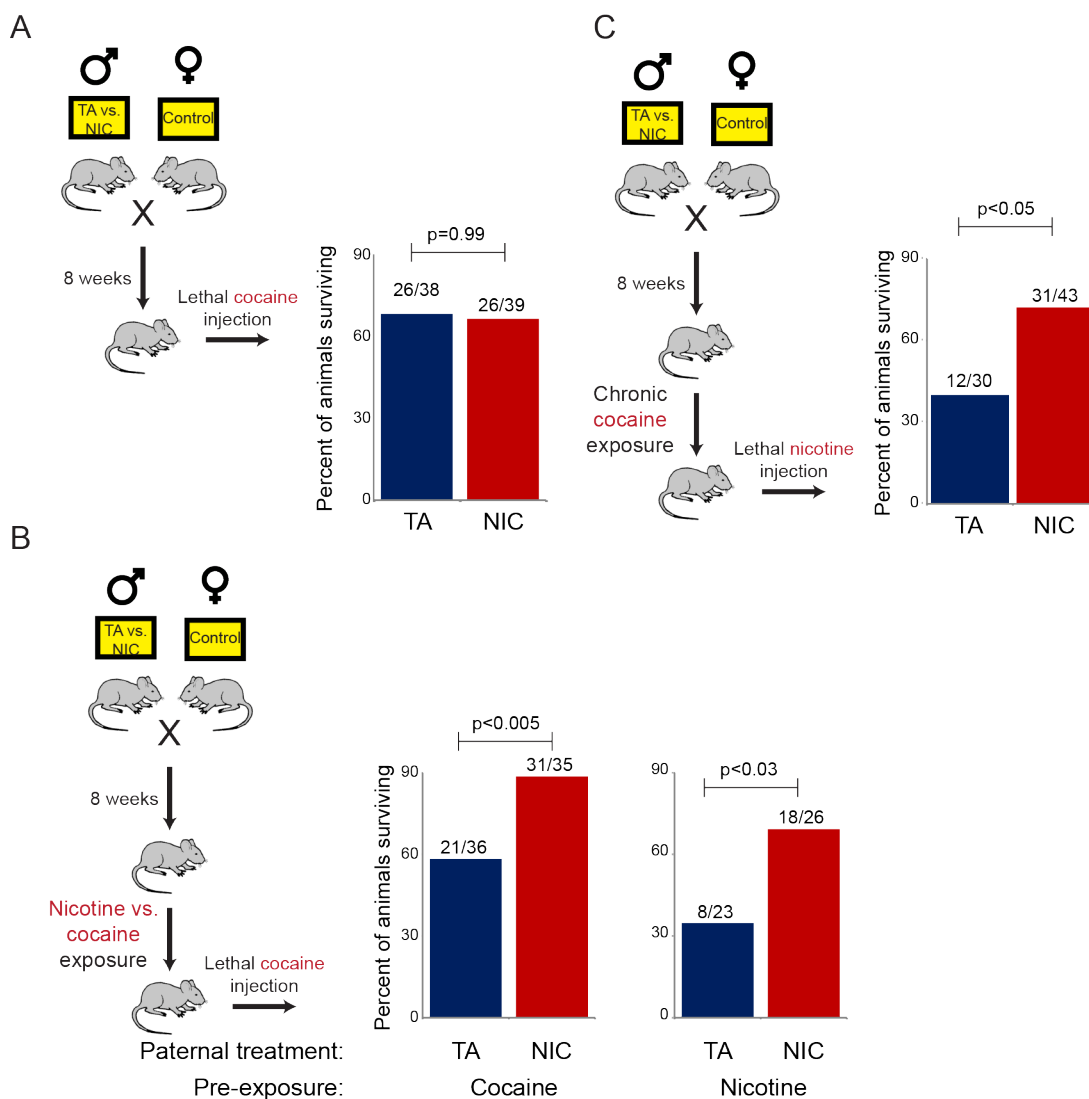 A
♂ ♀
TA vs.
NIC
Control
X
8 weeks
Lethal cocaine
injection
Percent of animals surviving
90
60
30
0
p=0.99
26/38
26/39
TA
NIC
C
♂ ♀
TA vs.
NIC
Control
X
8 weeks
Chronic
cocaine
exposure
Lethal nicotine
injection
Percent of animals surviving
90
60
30
0
p<0.05
12/30
31/43
TA
NIC
B
♂ ♀
TA vs.
NIC
Control
X
8 weeks
Nicotine vs.
cocaine
exposure
Lethal cocaine
injection
Percent of animals surviving
90
60
30
0
p<0.005
21/36
31/35
90
60
30
0
p<0.03
8/23
18/26
Paternal treatment: TA NIC TA NIC
Pre-exposure: Cocaine Nicotine